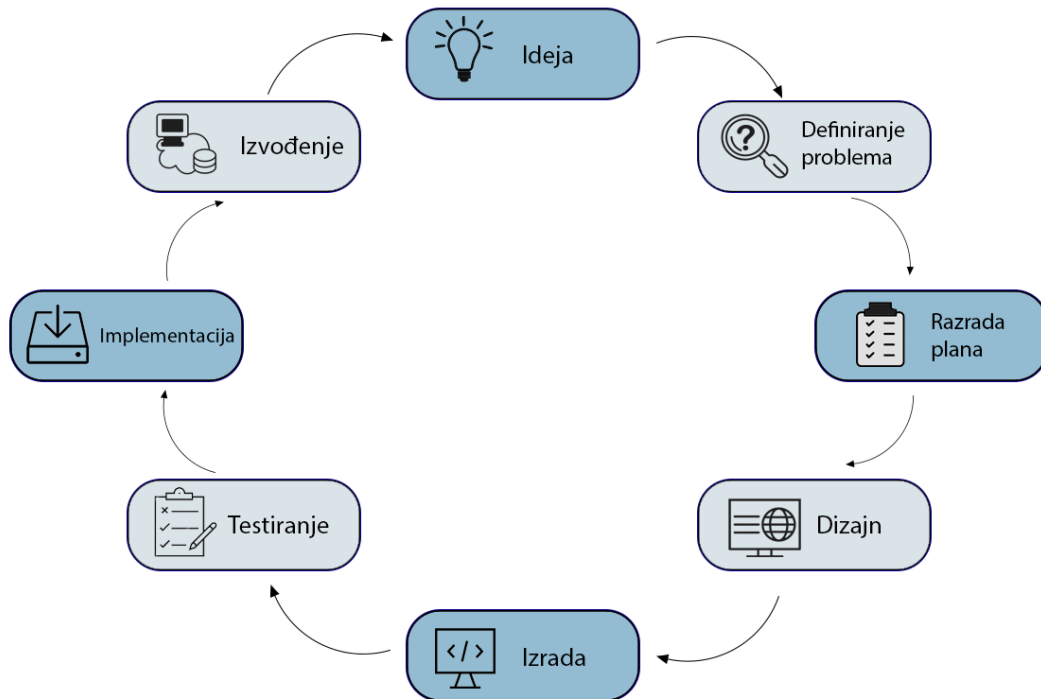 Ideja
Definiranje
problema
Razrada
plana
Dizajn
Izrada
Testiranje
Implementacija
Izvođenje